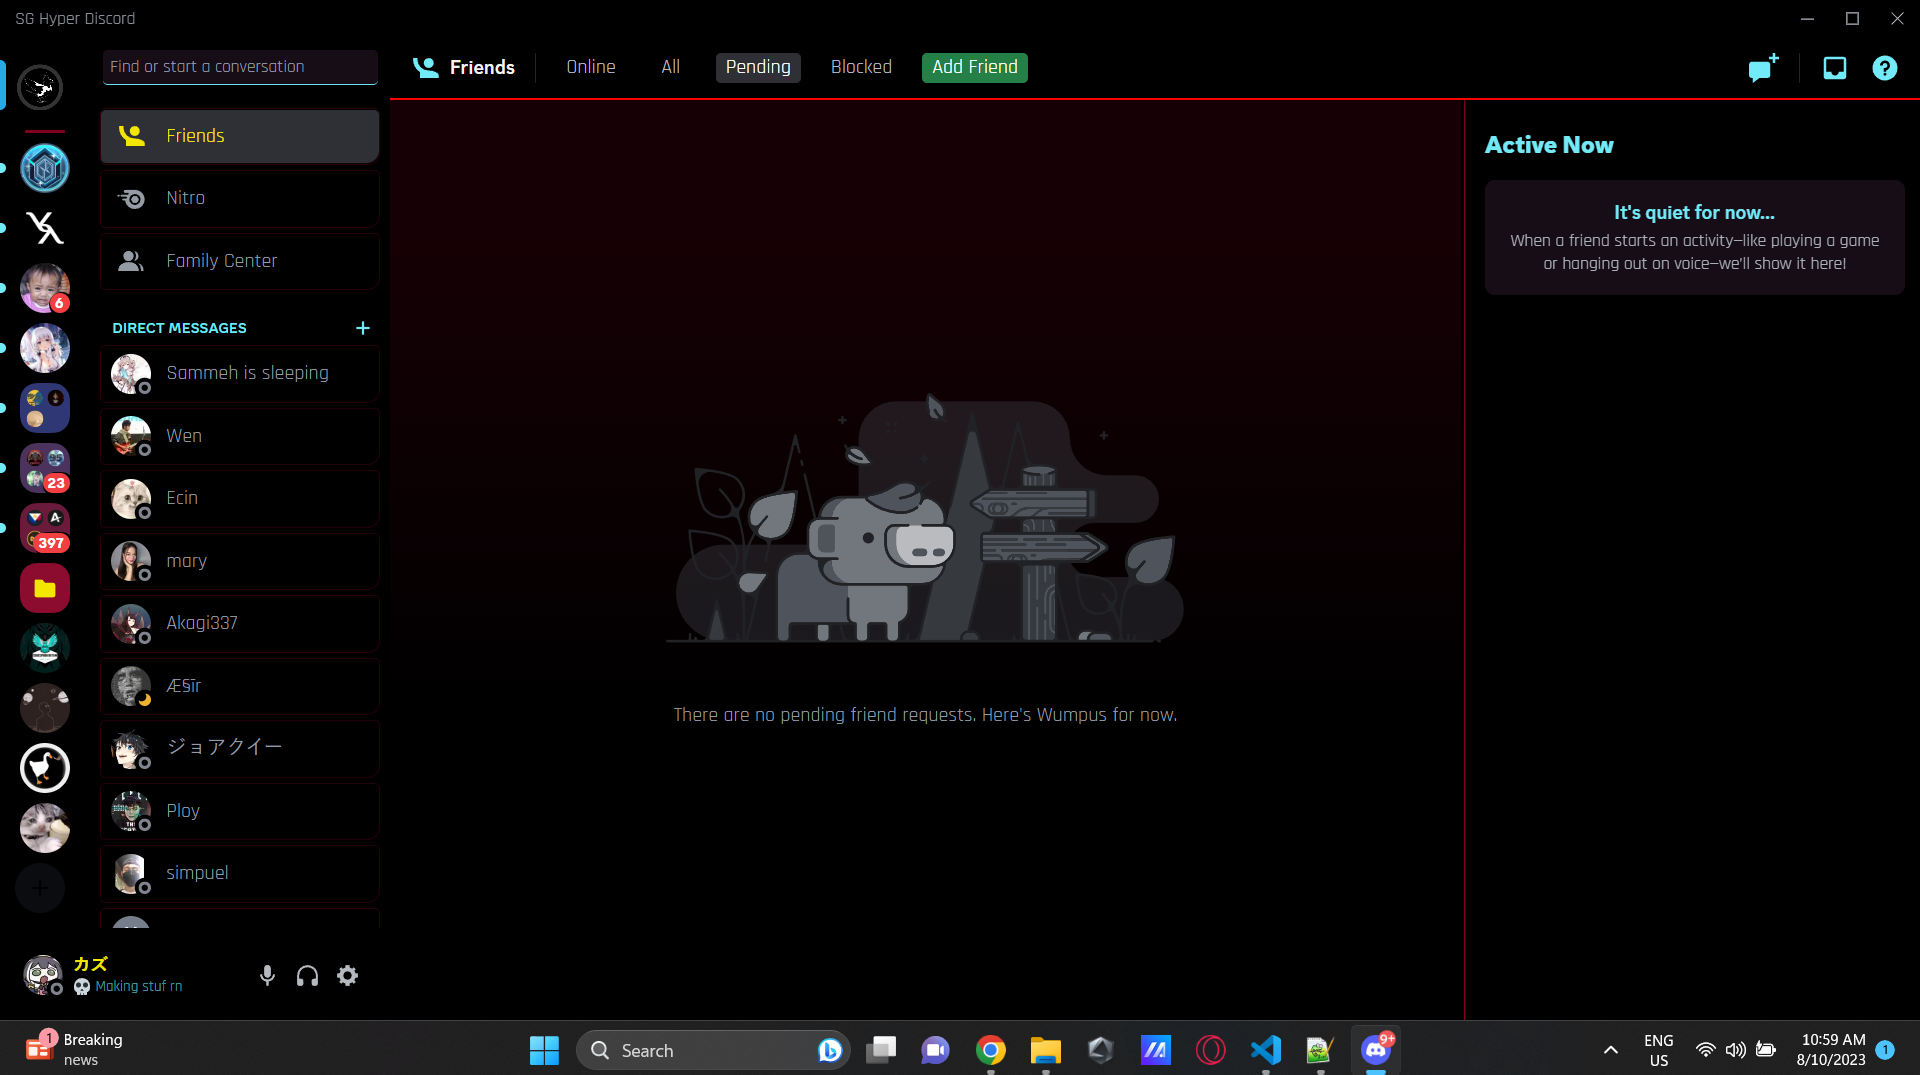 SG Hyper Discord
Find or start a conversation
Friends
Online
All
Pending
Blocked
Add Friend
Friends
Nitro
Family Center
DIRECT MESSAGES
Sammeh is sleeping
Wen
Ecin
mary
Akagi337
Æ§īr
ジョアクイー
Ploy
simpuel
6
23
397
カズ
Making stuf rn
There are no pending friend requests. Here's Wumpus for now.
Active Now
It's quiet for now...
When a friend starts an activity—like playing a game
or hanging out on voice—we'll show it here!
1
Breaking
news
Search
9+
ENG
US
10:59 AM
8/10/2023
1